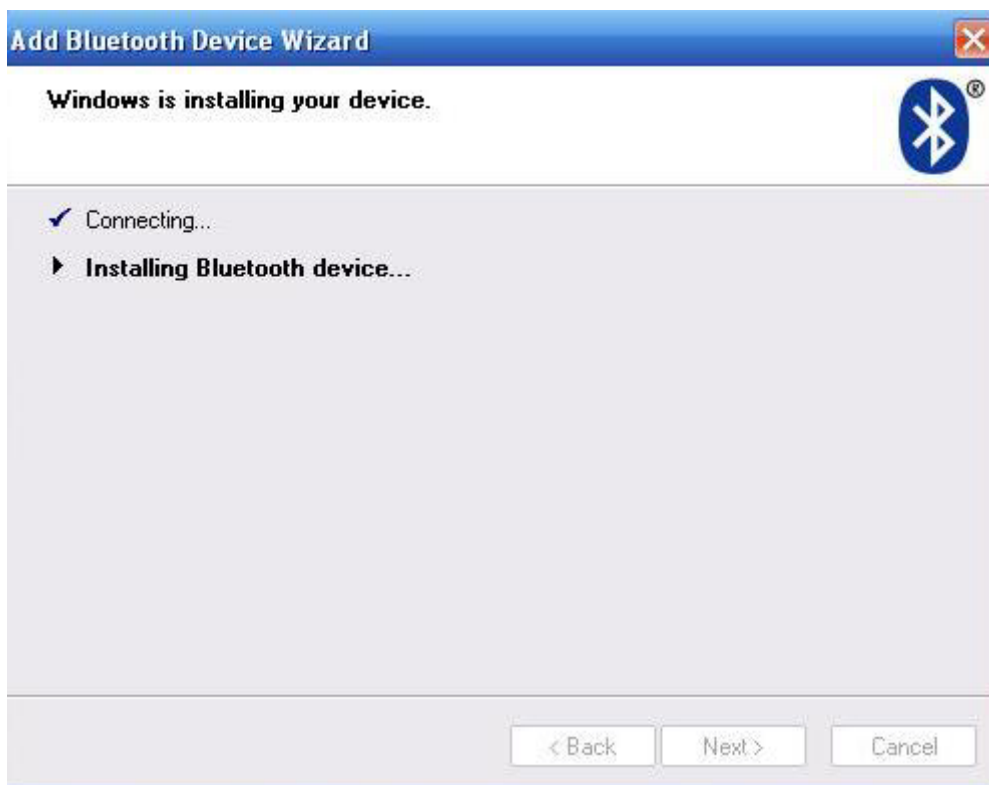 Add Bluetooth Device Wizard
Windows is installing your device.
®
Connecting...
Installing Bluetooth device...
< Back
Next >
Cancel